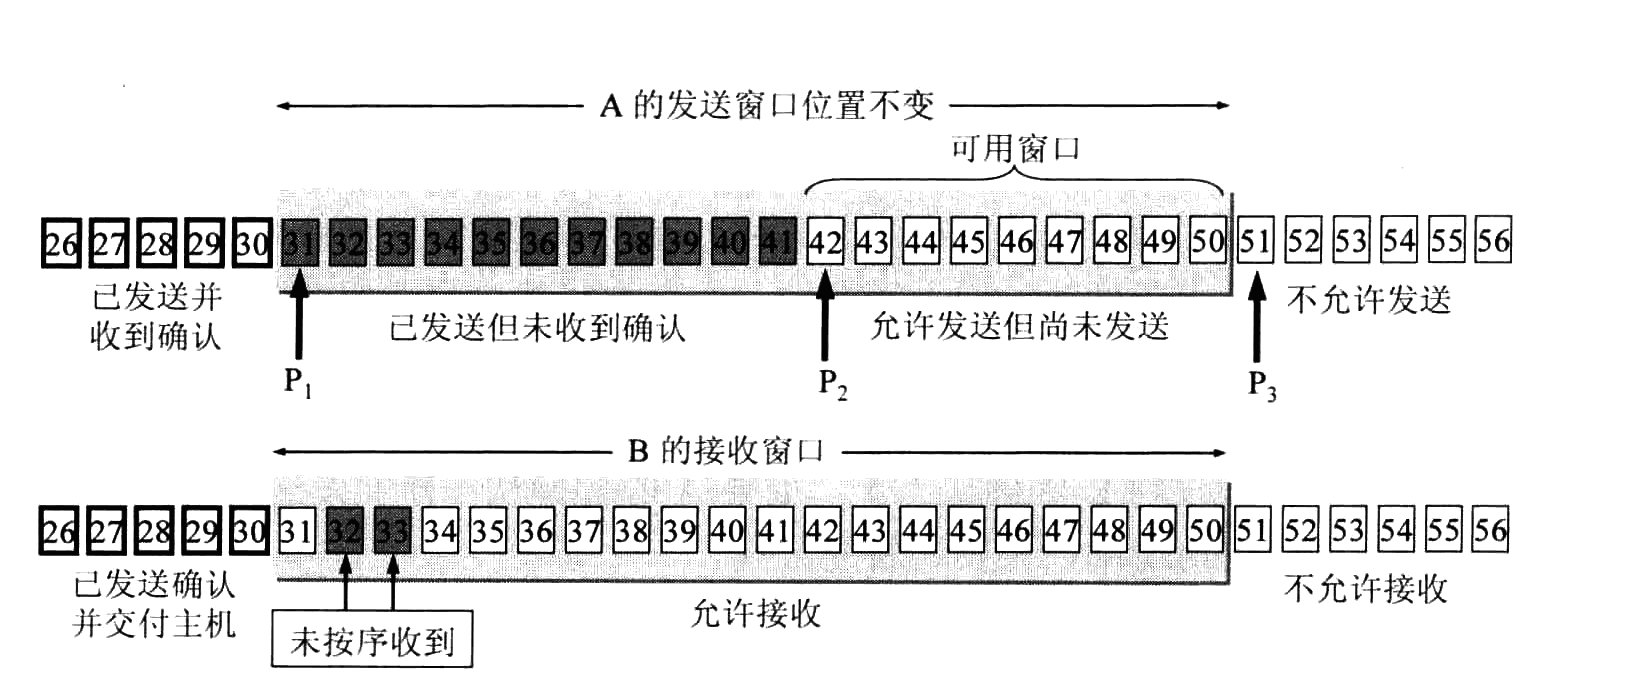 A 的发送窗口位置不变
可用窗口
26 27 28 29 30 31 32 33 34 35 36 37 38 39 40 41 42 43 44 45 46 47 48 49 50 51 52 53 54 55 56
已发送并
收到确认
已发送但未收到确认
允许发送但尚未发送
不允许发送
P1
P2
P3
B 的接收窗口
26 27 28 29 30 31 32 33 34 35 36 37 38 39 40 41 42 43 44 45 46 47 48 49 50 51 52 53 54 55 56
已发送确认
并交付主机
未按序收到
允许接收
不允许接收